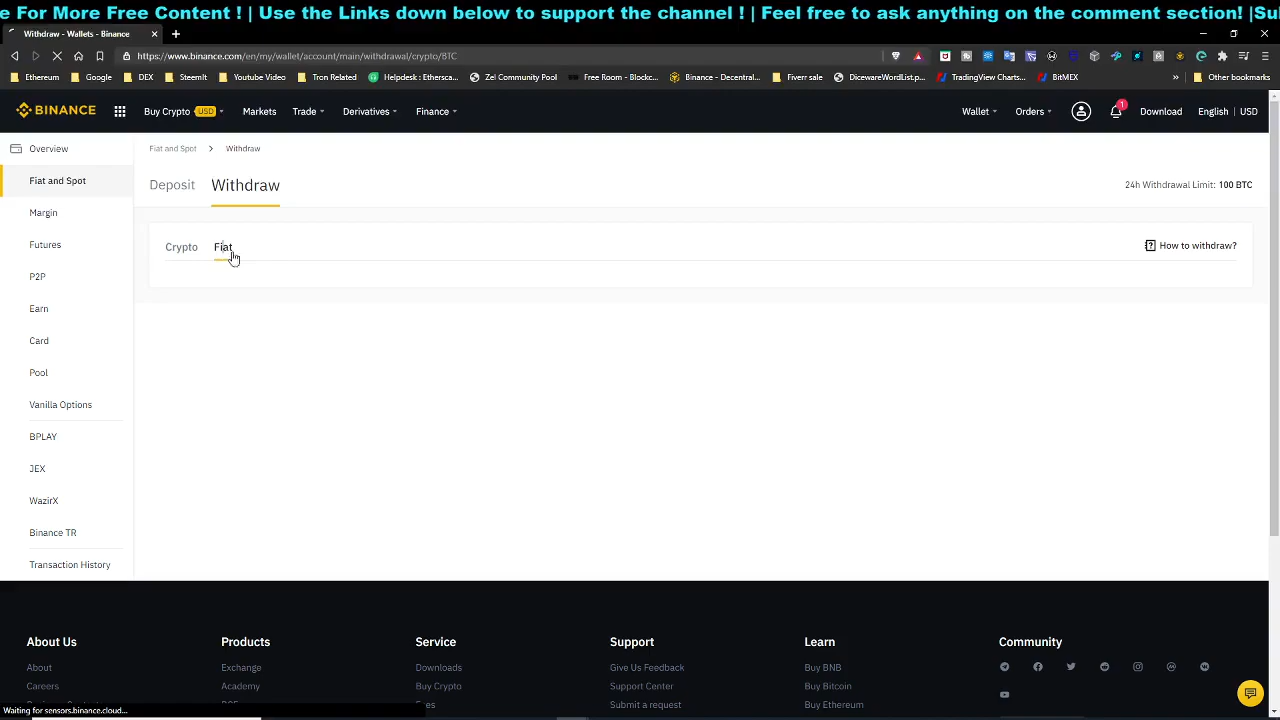 e For More Free Content ! | Use the Links down below to support the channel ! | Feel free to ask anything on the comment section! |Su
Withdraw - Wallets - Binance
https://www.binance.com/en/my/wallet/account/main/withdrawal/crypto/BTC
Ethereum Google DEX Steemit Youtube Video Tron Related Helpdesk : Ethersca... Zel Community Pool Free Room - Blockc... Binance - Decentral... Fiverr sale DicewareWordList.p... TradingView Charts... BitMEX » Other bookmarks
BINANCE Buy Crypto USD Markets Trade Derivatives Finance Wallet Orders 1 Download English | USD
Overview
Fiat and Spot
Margin
Futures
P2P
Earn
Card
Pool
Vanilla Options
BPLAY
JEX
WazirX
Binance TR
Transaction History
Fiat and Spot > Withdraw
Deposit Withdraw
24h Withdrawal Limit: 100 BTC
Crypto Fiat
How to withdraw?
About Us Products Service Support Learn Community
About Exchange Downloads Give Us Feedback Buy BNB
Careers Academy Buy Crypto Support Center Buy Bitcoin
Submit a request Buy Ethereum
Waiting for sensors.binance.cloud...